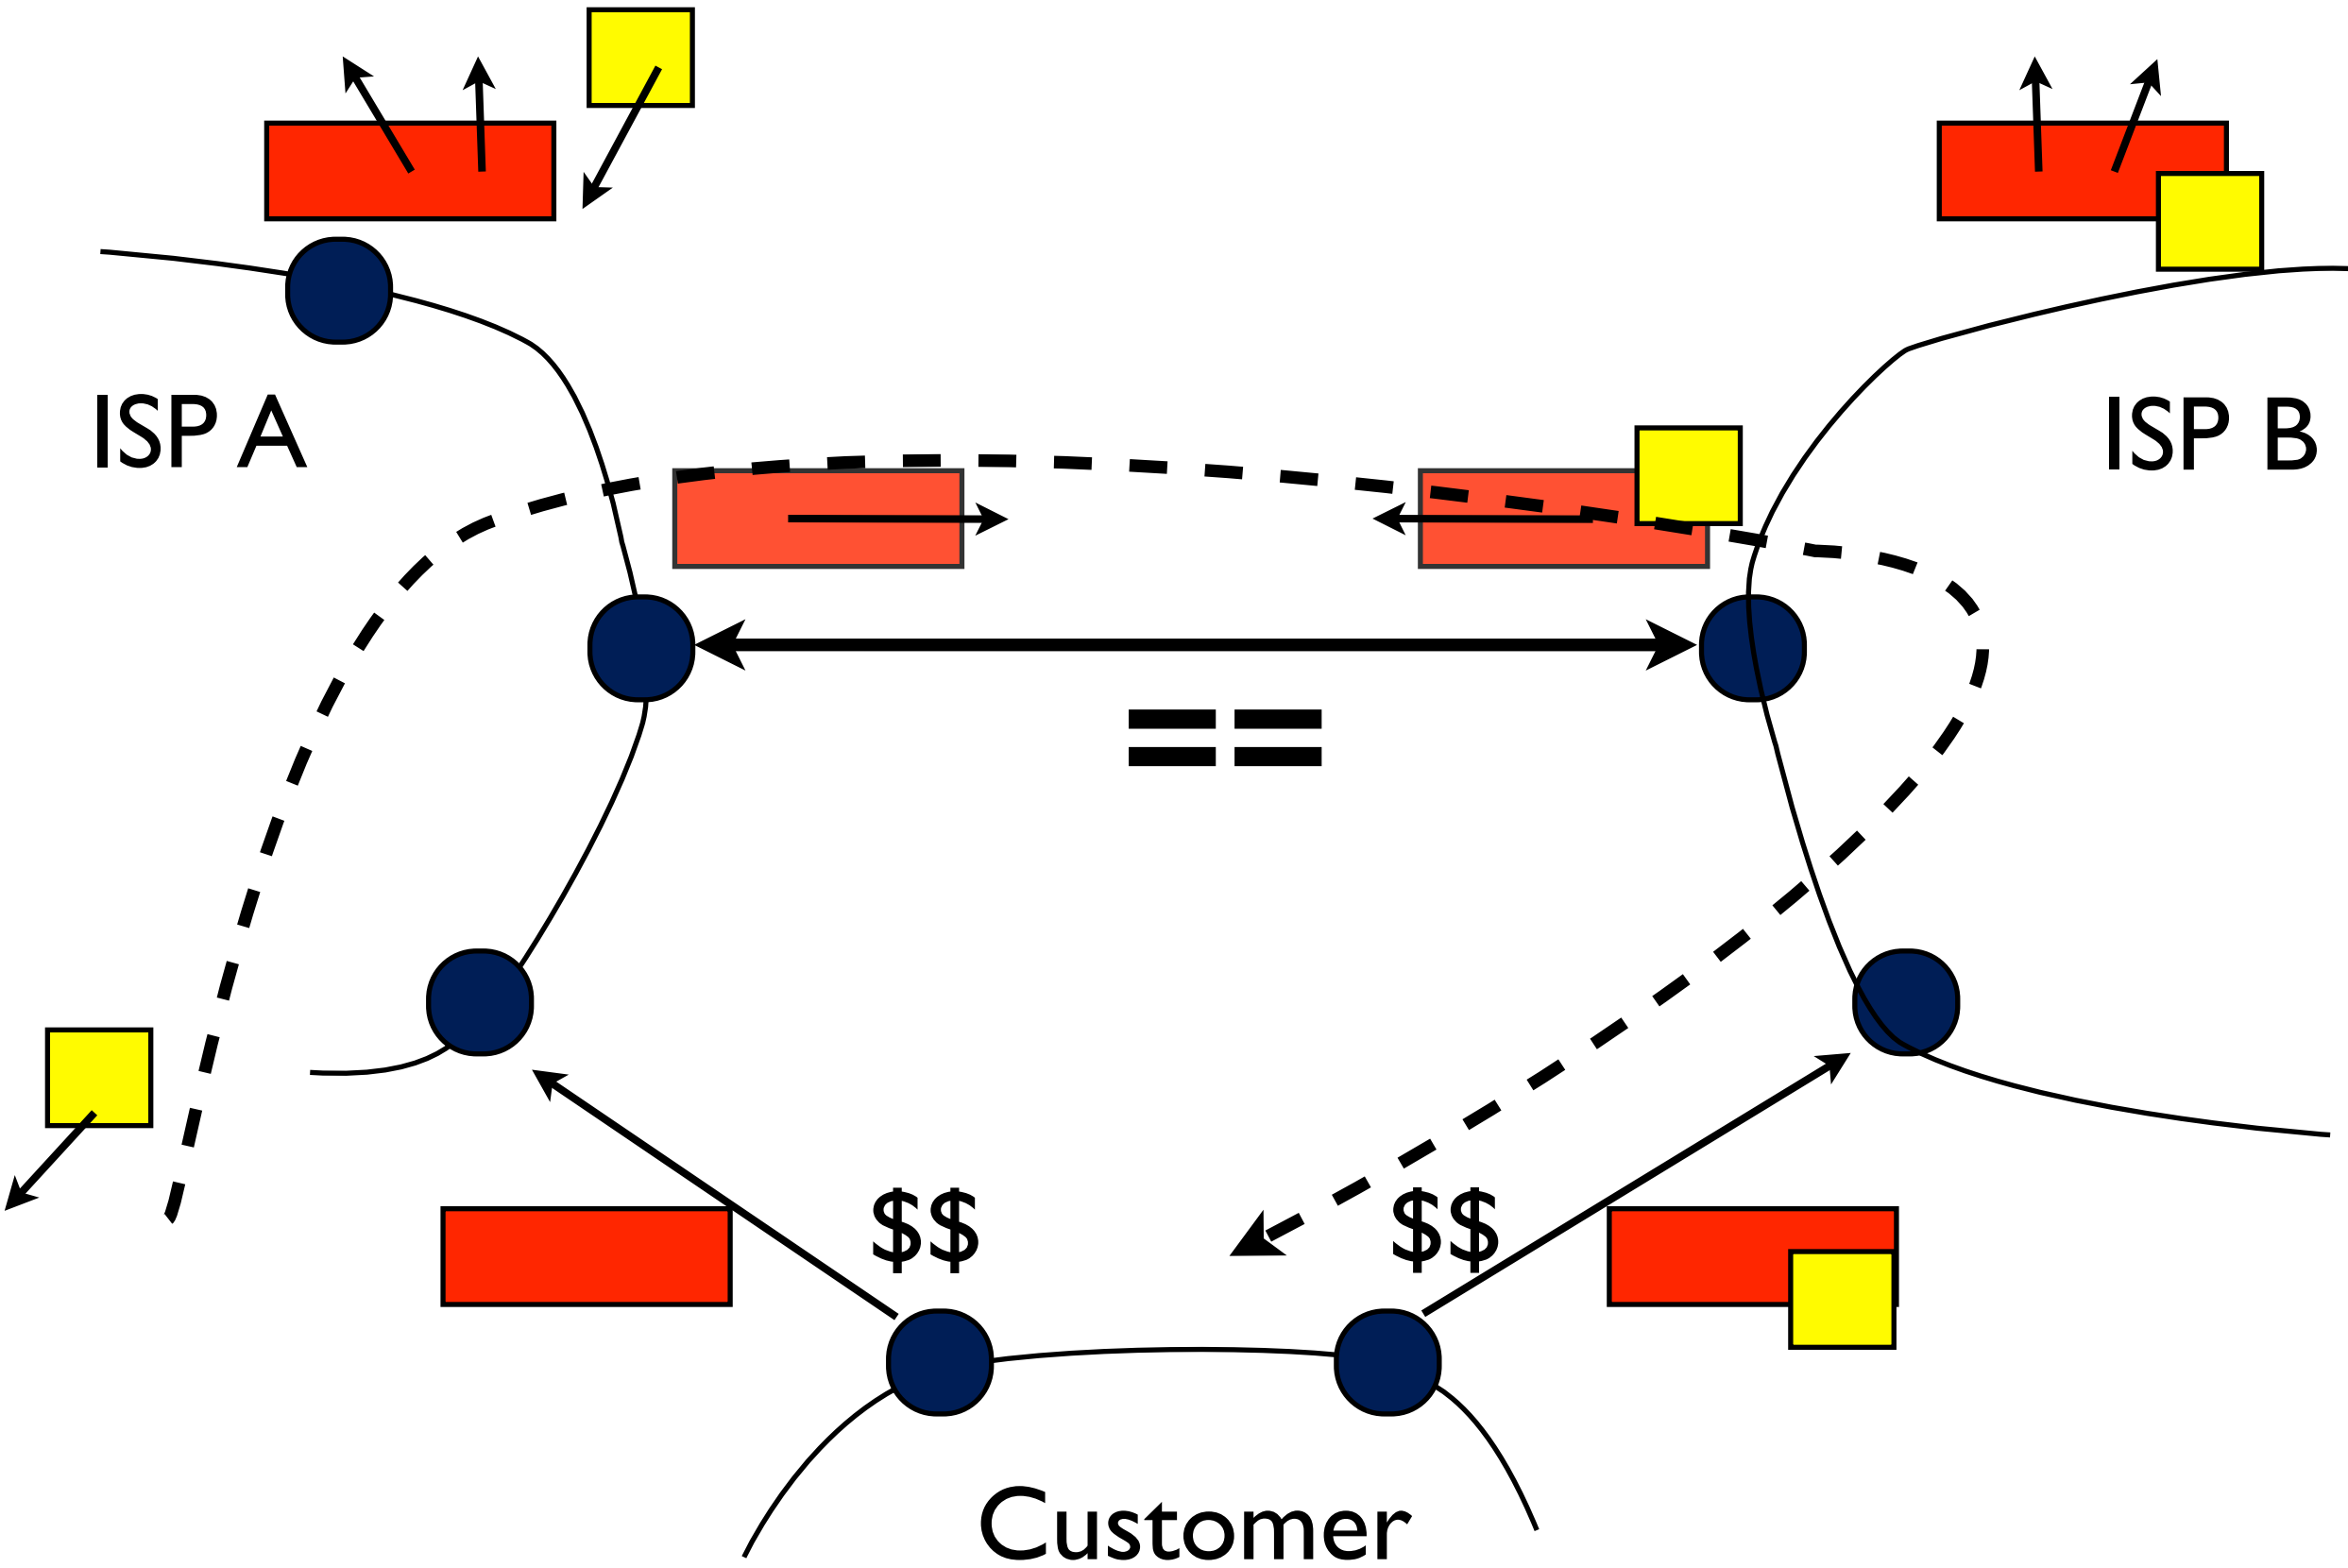 ISP A
ISP B
==
$$
$$
Customer